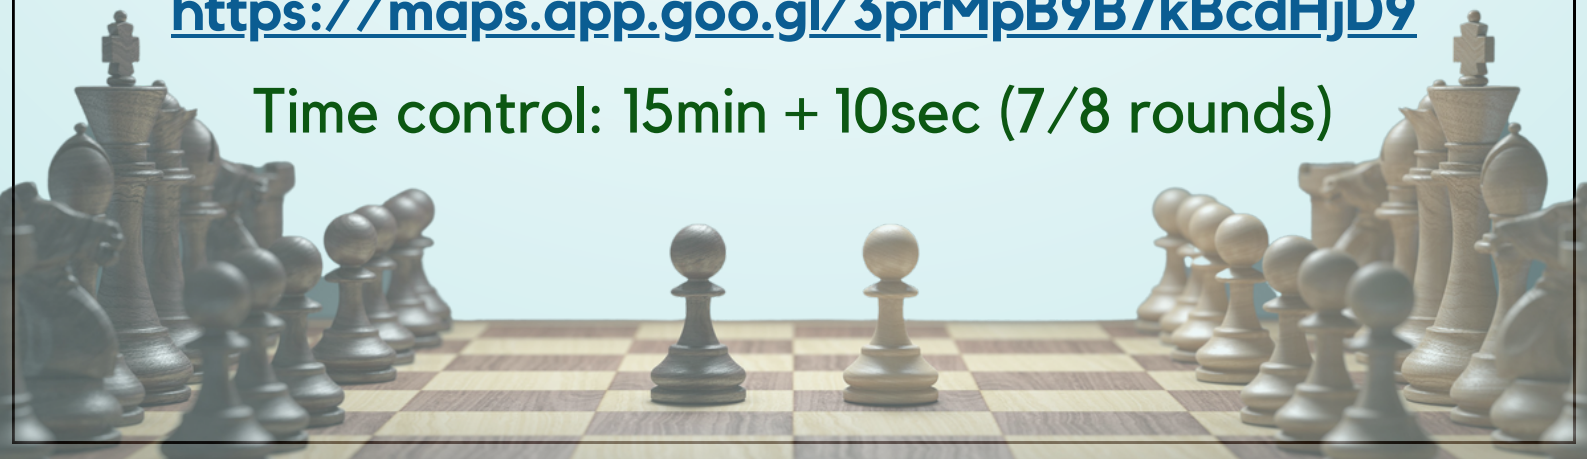 https://maps.app.goo.gl/3prMpB9B7kBcdHjD9
Time control: 15min + 10sec (7/8 rounds)